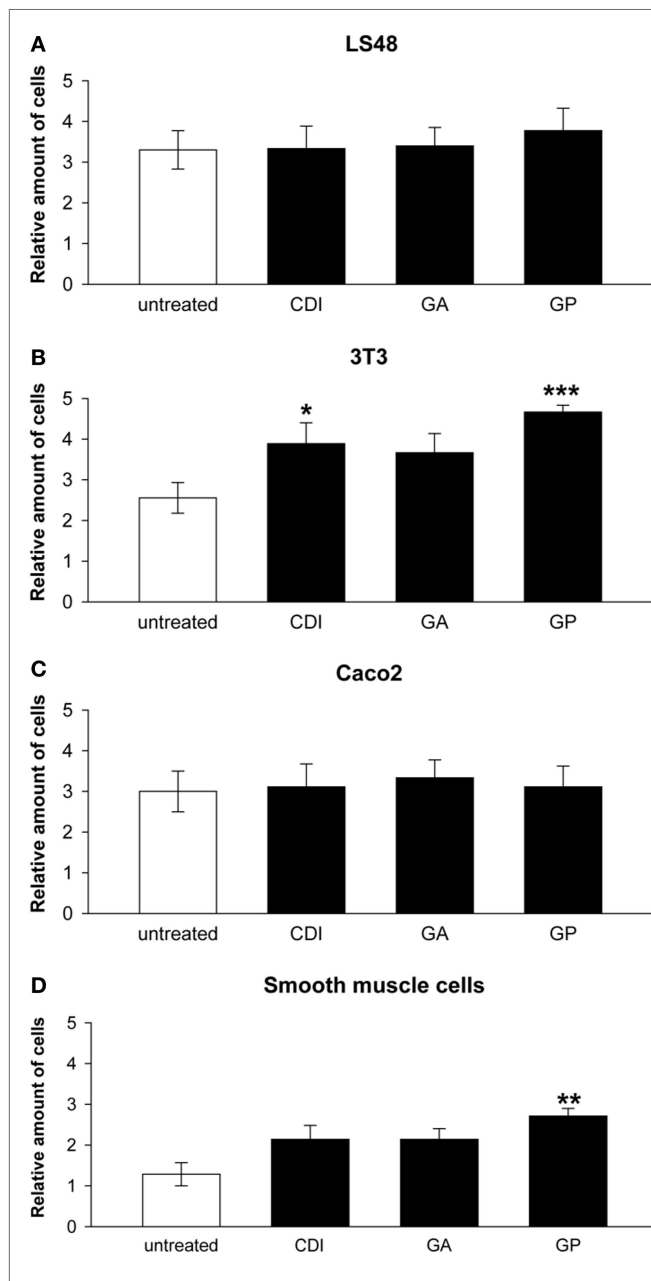 A
LS48
Relative amount of cells
5
4
3
2
1
0
untreated CDI GA GP
B
3T3
Relative amount of cells
5
4
3
2
1
0
* ***
untreated CDI GA GP
C
Caco2
Relative amount of cells
5
4
3
2
1
0
untreated CDI GA GP
D
Smooth muscle cells
Relative amount of cells
5
4
3
2
1
0
**
untreated CDI GA GP